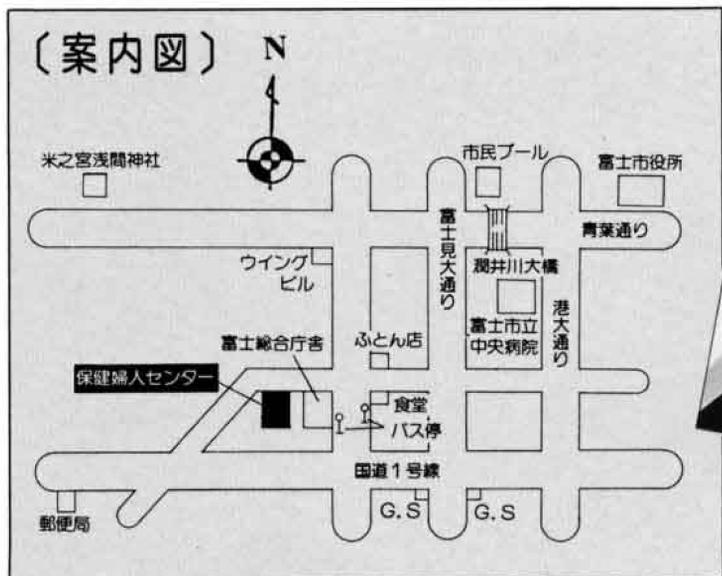 〔案内図〕
N
米之宮浅間神社
市民プール
富士市役所
青葉通り
富士見大通り
潤井川大橋
ウイング
ビル
富士市立
中央病院
港大通り
富士総合庁舎
ふとん店
保健婦人センター
食堂
バス停
国道1号線
郵便局
G.S
G.S